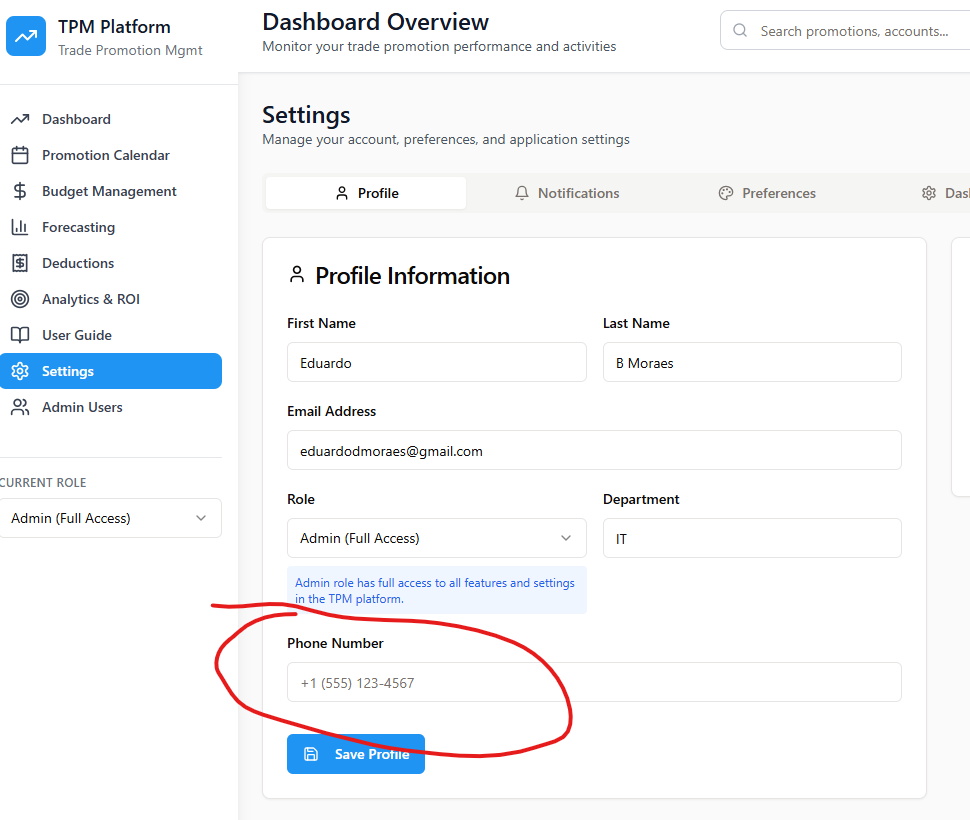 TPM Platform
Trade Promotion Mgmt
Dashboard Overview
Monitor your trade promotion performance and activities
Search promotions, accounts...
Dashboard
Promotion Calendar
Budget Management
Forecasting
Deductions
Analytics & ROI
User Guide
Settings
Admin Users
CURRENT ROLE
Admin (Full Access)
Settings
Manage your account, preferences, and application settings
Profile Notifications Preferences Das
Profile Information
First Name Last Name
Eduardo B Moraes
Email Address
eduardodmoraes@gmail.com
Role Department
Admin (Full Access) IT
Admin role has full access to all features and settings
in the TPM platform.
Phone Number
+1 (555) 123-4567
Save Profile